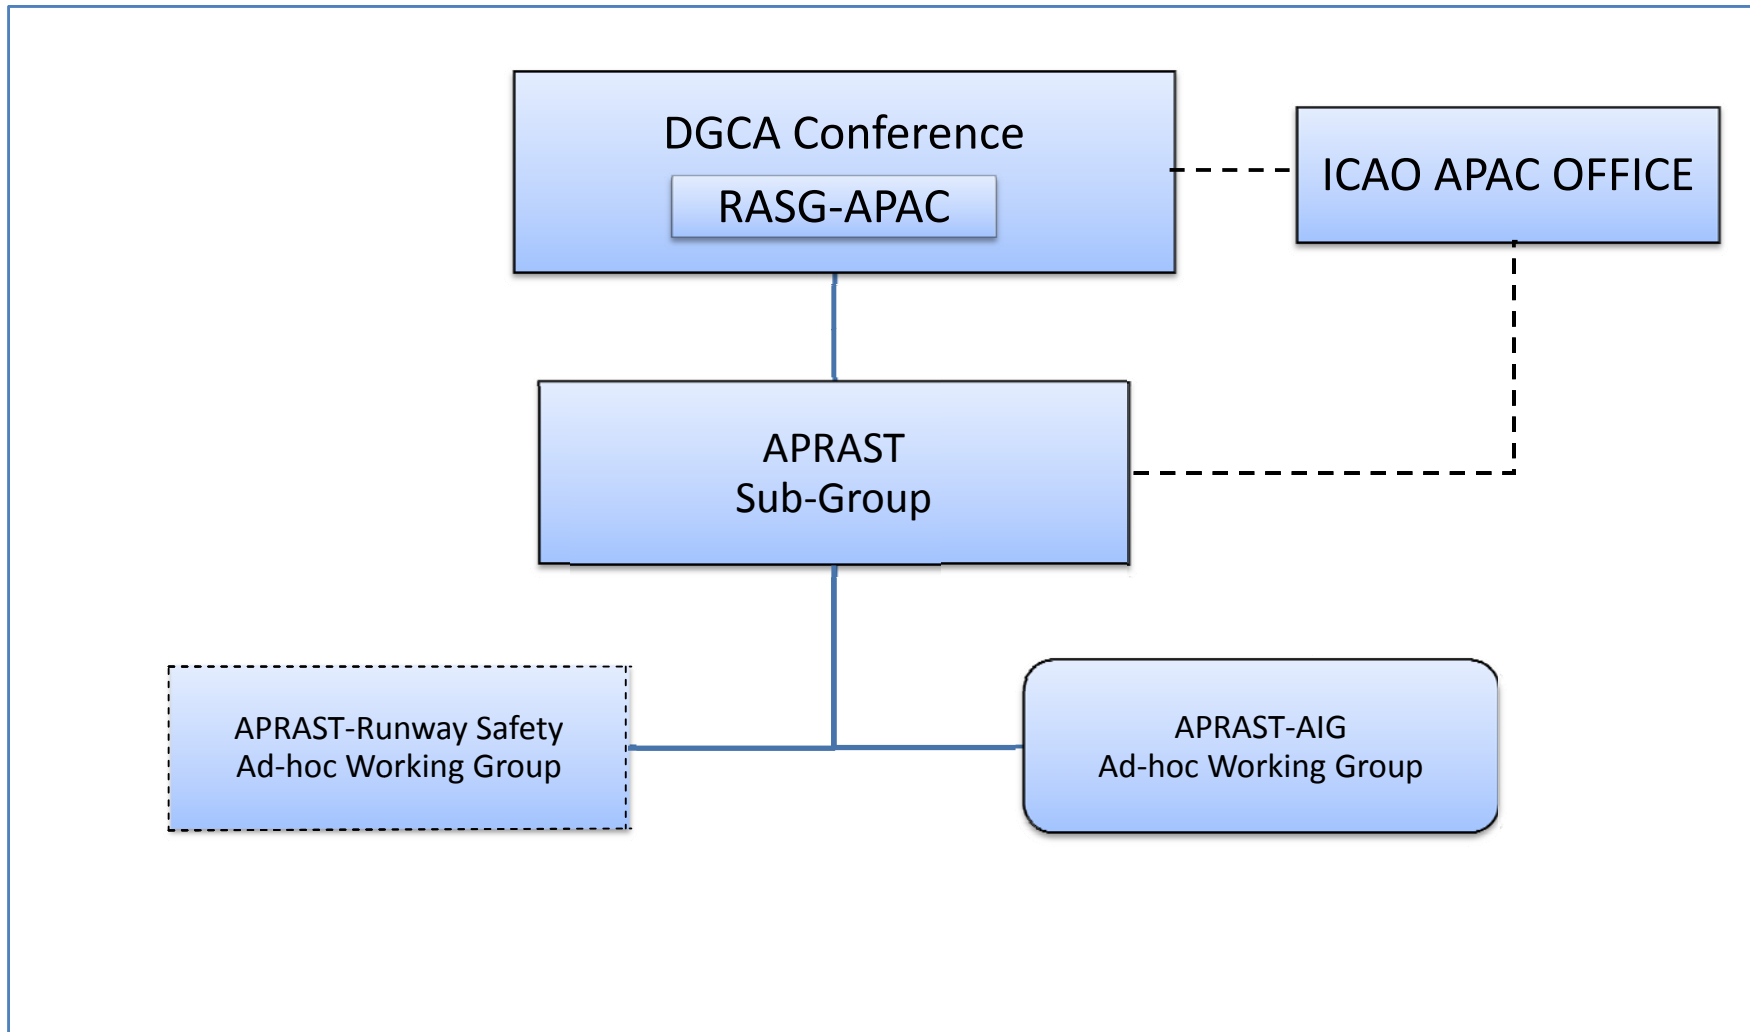 DGCA Conference
RASG-APAC
ICAO APAC OFFICE
APRAST
Sub-Group
APRAST-Runway Safety
Ad-hoc Working Group
APRAST-AIG
Ad-hoc Working Group